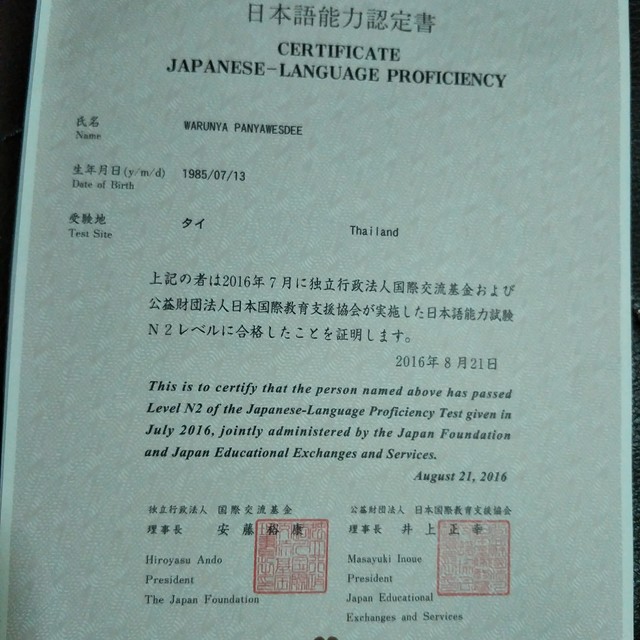 日本語能力認定書
CERTIFICATE
JAPANESE-LANGUAGE PROFICIENCY
氏名
Name
WARUNYA PANYAWESDEE
生年月日(y/m/d)
Date of Birth
1985/07/13
受験地
Test Site
タイ
Thailand
上記の者は2016年7月に独立行政法人国際交流基金および
公益財団法人日本国際教育支援協会が実施した日本語能力試験
N2レベルに合格したことを証明します。
2016年8月21日
This is to certify that the person named above has passed
Level N2 of the Japanese-Language Proficiency Test given in
July 2016, jointly administered by the Japan Foundation
and Japan Educational Exchanges and Services.
August 21, 2016
独立行政法人 国際交流基金
理事長 安藤裕康
Hiroyasu Ando
President
The Japan Foundation
公益財団法人 日本国際教育支援協会
理事長 井上正幸
Masayuki Inoue
President
Japan Educational
Exchanges and Services